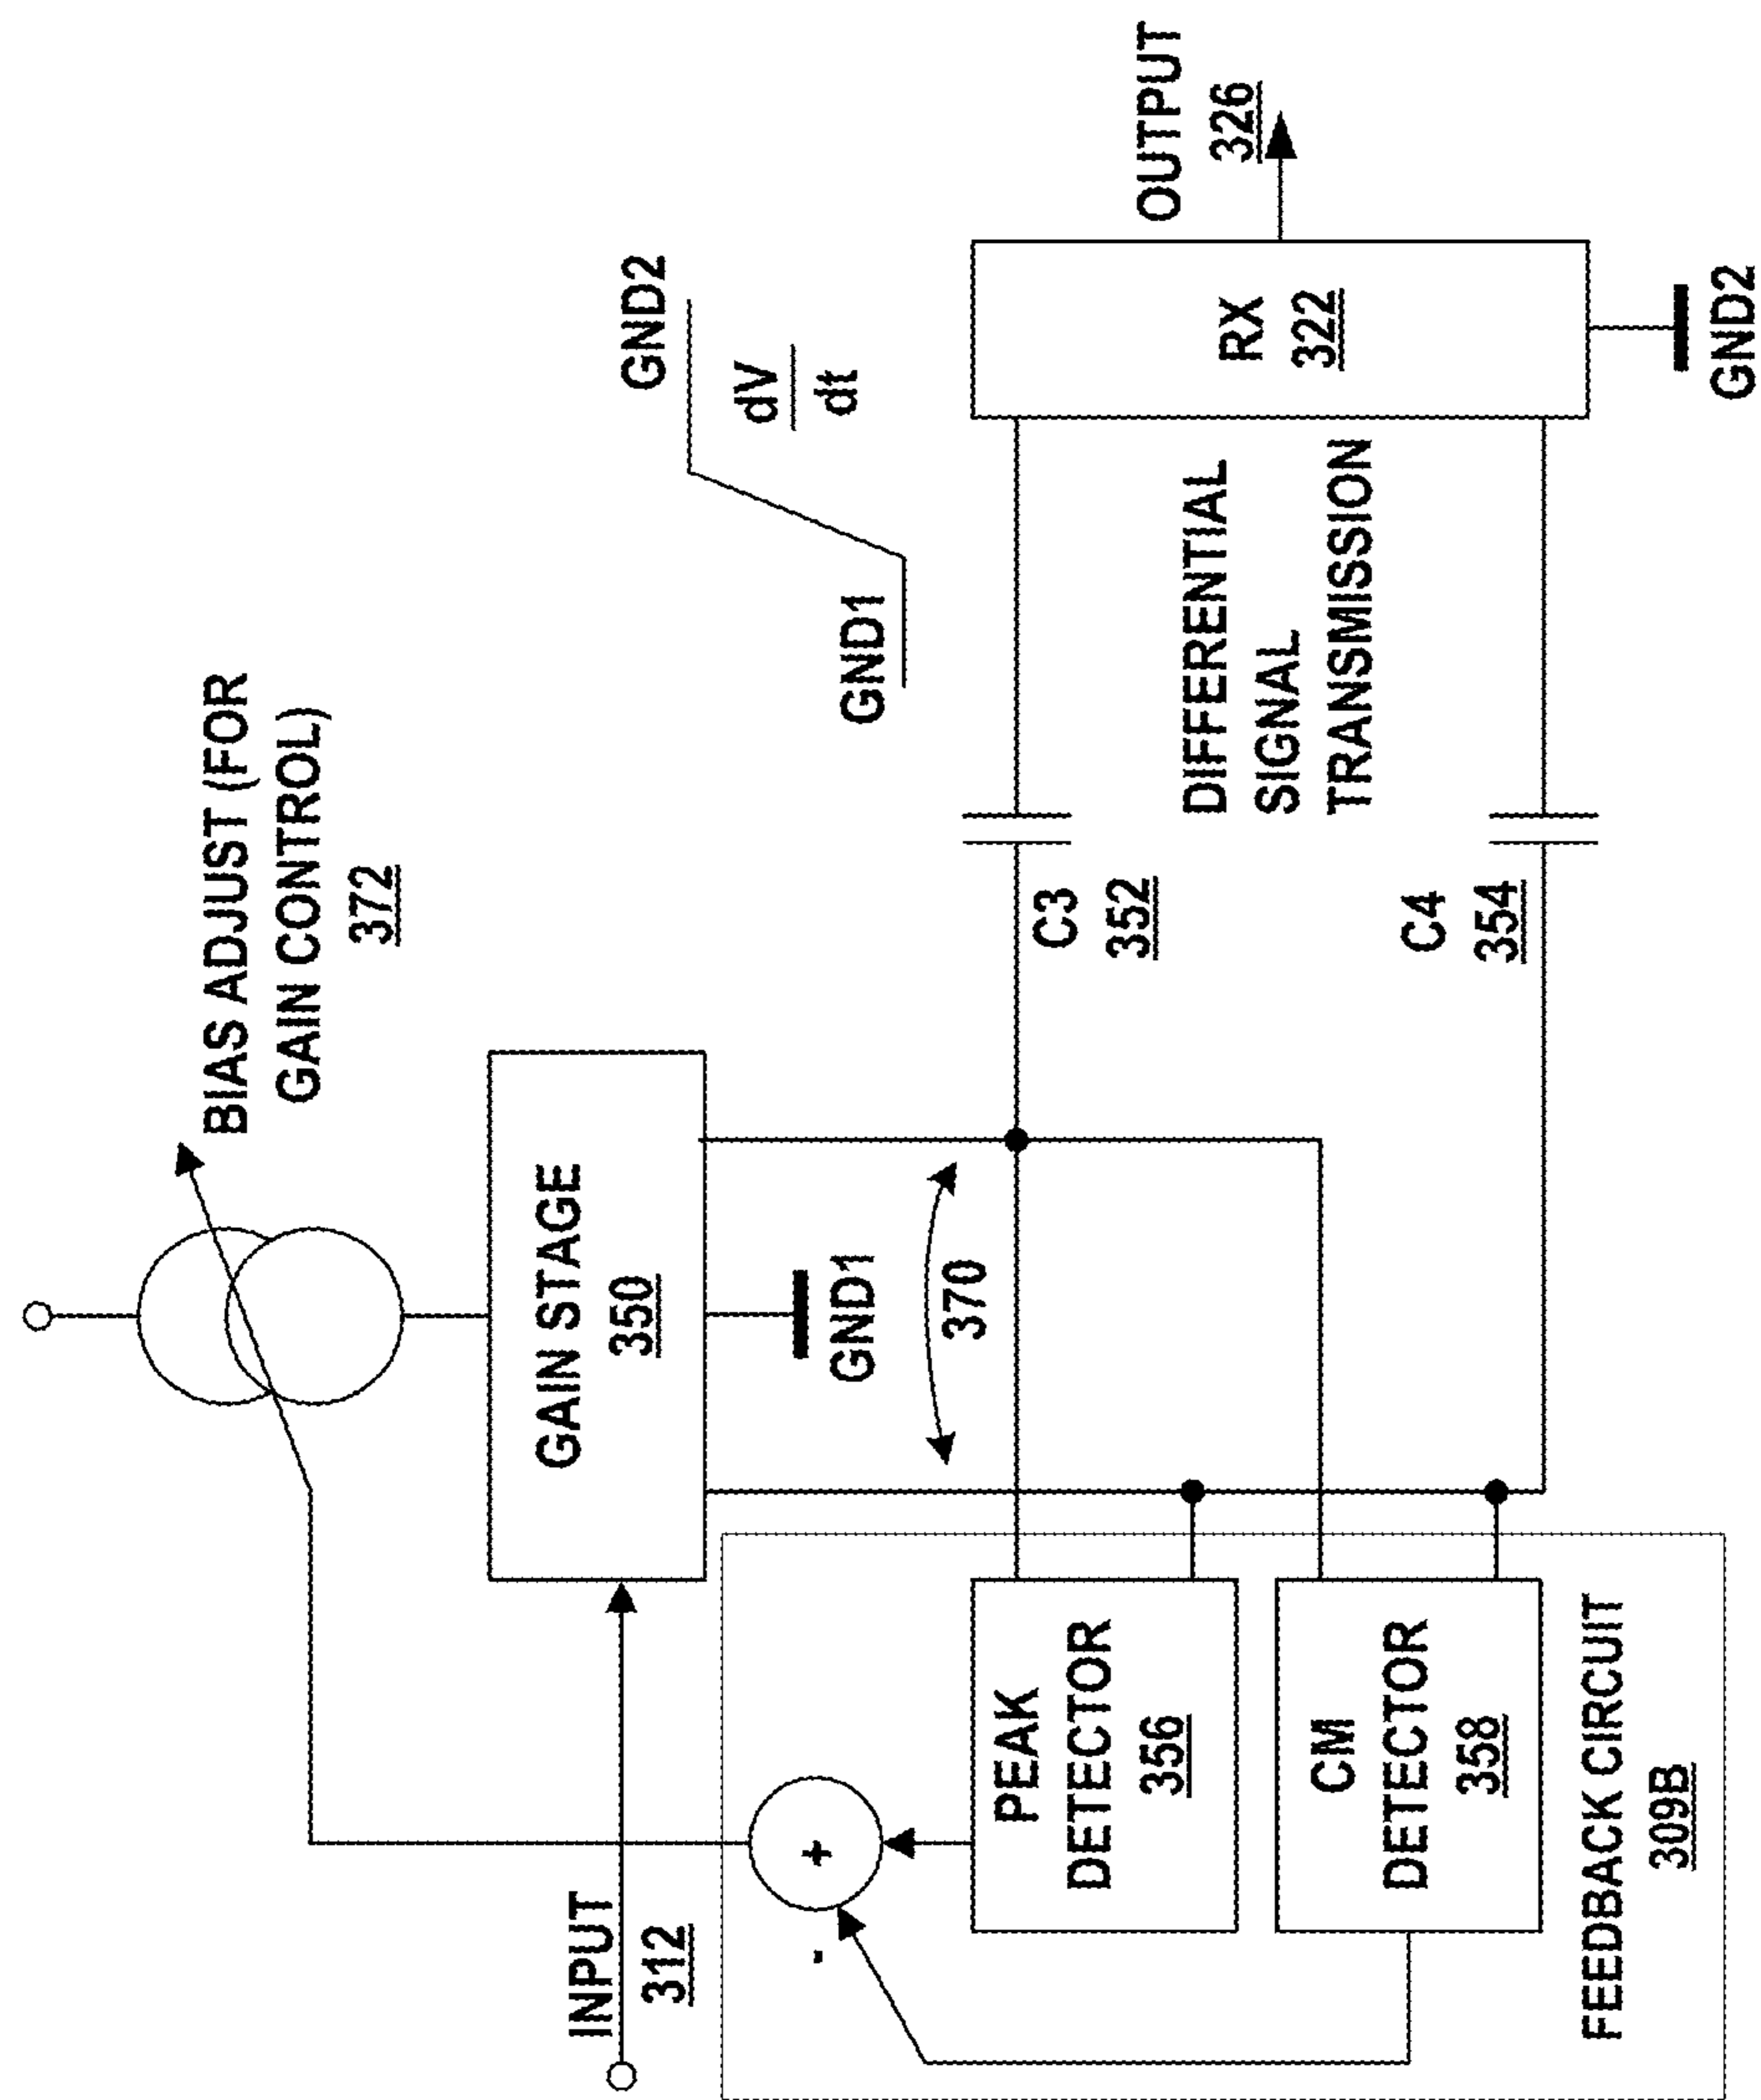 BIAS ADJUST (FOR
GAIN CONTROL)
372
INPUT
312
GAIN STAGE
350
GND1
370
GND1
GND2
dV
dt
+
-
PEAK
DETECTOR
356
CM
DETECTOR
358
FEEDBACK CIRCUIT
309B
C3
352
C4
354
DIFFERENTIAL
SIGNAL
TRANSMISSION
RX
322
OUTPUT
326
GND2